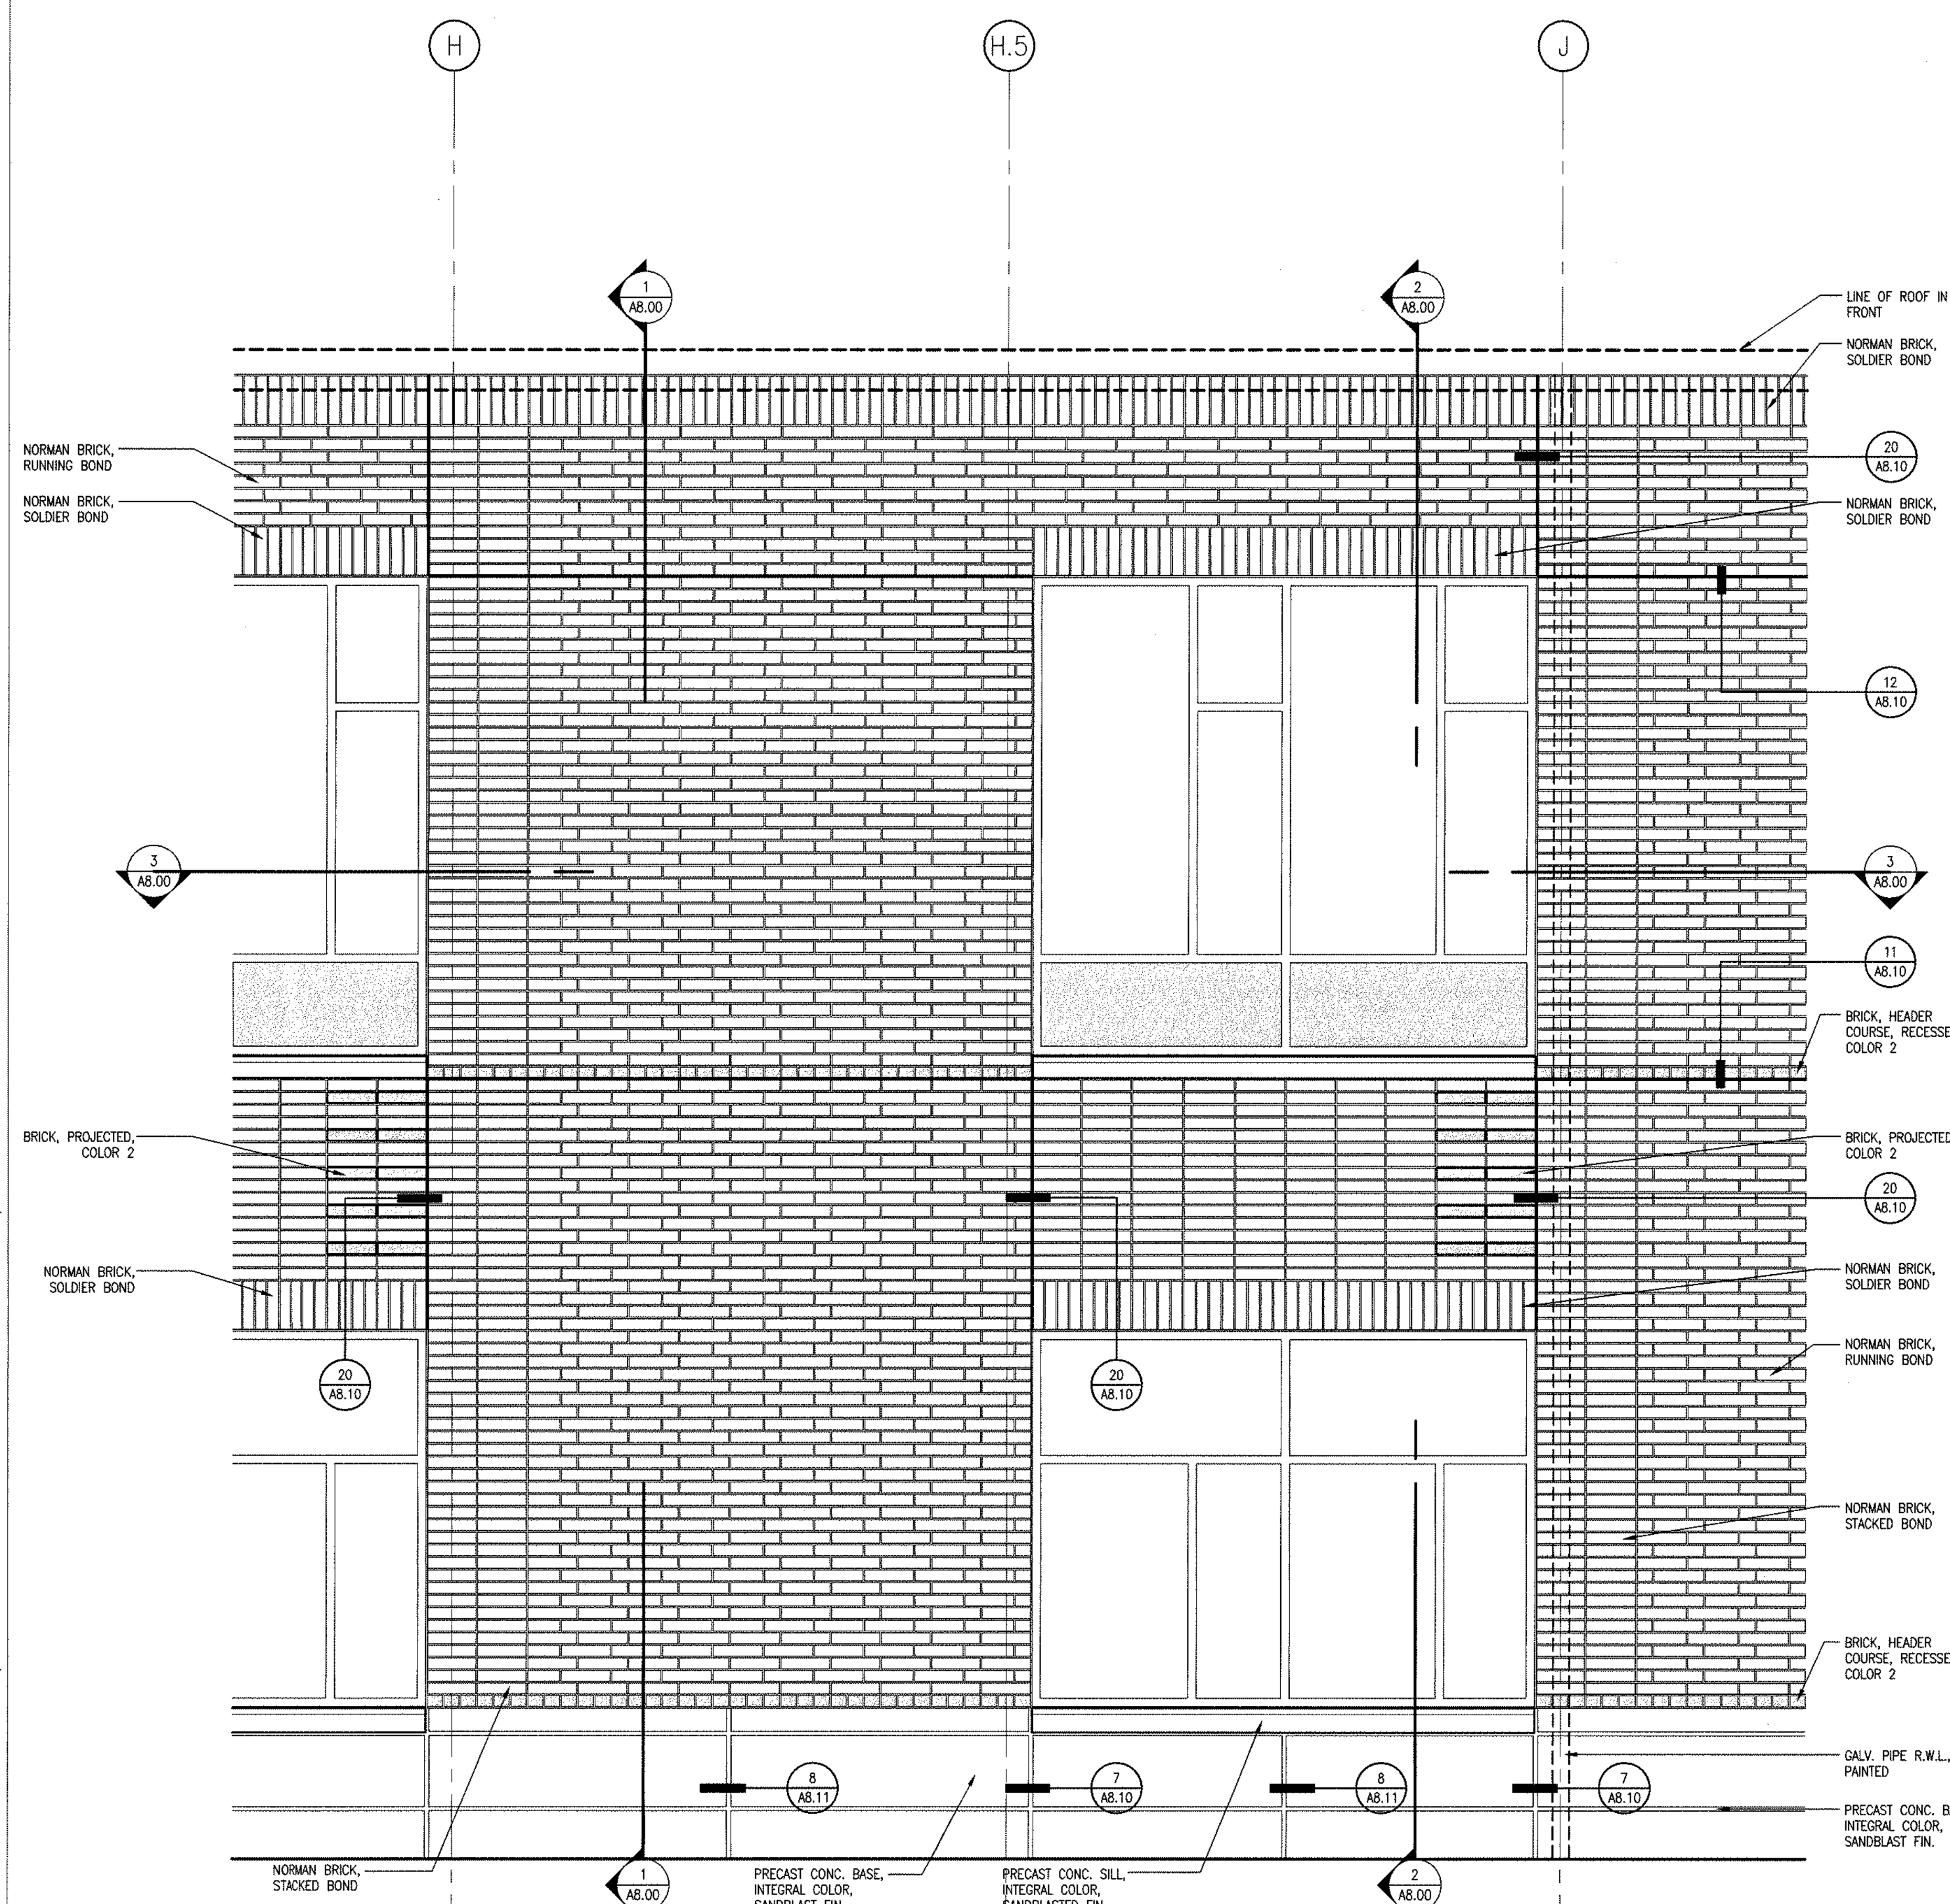 H
H.5
J
1
A8.00
2
A8.00
LINE OF ROOF IN
FRONT
NORMAN BRICK,
SOLDIER BOND
NORMAN BRICK,
RUNNING BOND
20
A8.10
NORMAN BRICK,
SOLDIER BOND
NORMAN BRICK,
SOLDIER BOND
12
A8.10
3
A8.00
3
A8.00
11
A8.10
BRICK, HEADER
COURSE, RECESSE
COLOR 2
BRICK, PROJECTED,
COLOR 2
BRICK, PROJECTED
COLOR 2
20
A8.10
NORMAN BRICK,
SOLDIER BOND
NORMAN BRICK,
SOLDIER BOND
20
A8.10
20
A8.10
NORMAN BRICK,
RUNNING BOND
NORMAN BRICK,
STACKED BOND
BRICK, HEADER
COURSE, RECESSE
COLOR 2
GALV. PIPE R.W.L.,
PAINTED
8
A8.11
7
A8.10
8
A8.11
7
A8.10
PRECAST CONC. B
INTEGRAL COLOR,
SANDBLAST FIN.
NORMAN BRICK,
STACKED BOND
1
A8.00
PRECAST CONC. BASE,
INTEGRAL COLOR,
SANDBLAST FIN.
PRECAST CONC. SILL,
INTEGRAL COLOR,
SANDBLASTED FIN.
2
A8.00